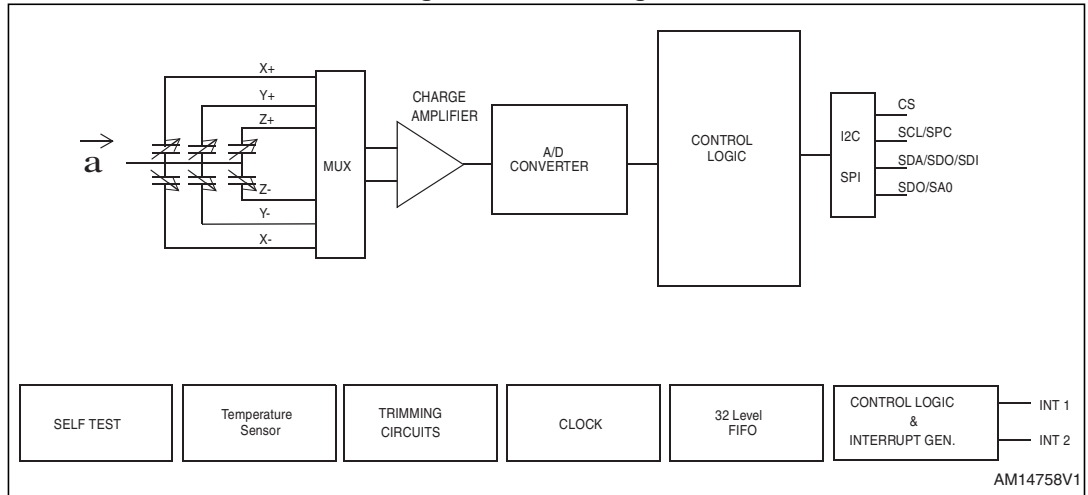 X+
Y+
Z+
a
Z-
Y-
X-
MUX
CHARGE
AMPLIFIER
A/D
CONVERTER
CONTROL
LOGIC
I2C
SPI
CS
SCL/SPC
SDA/SDO/SDI
SDO/SA0
SELF TEST
Temperature
Sensor
TRIMMING
CIRCUITS
CLOCK
32 Level
FIFO
CONTROL LOGIC
&
INTERRUPT GEN.
INT 1
INT 2
AM14758V1